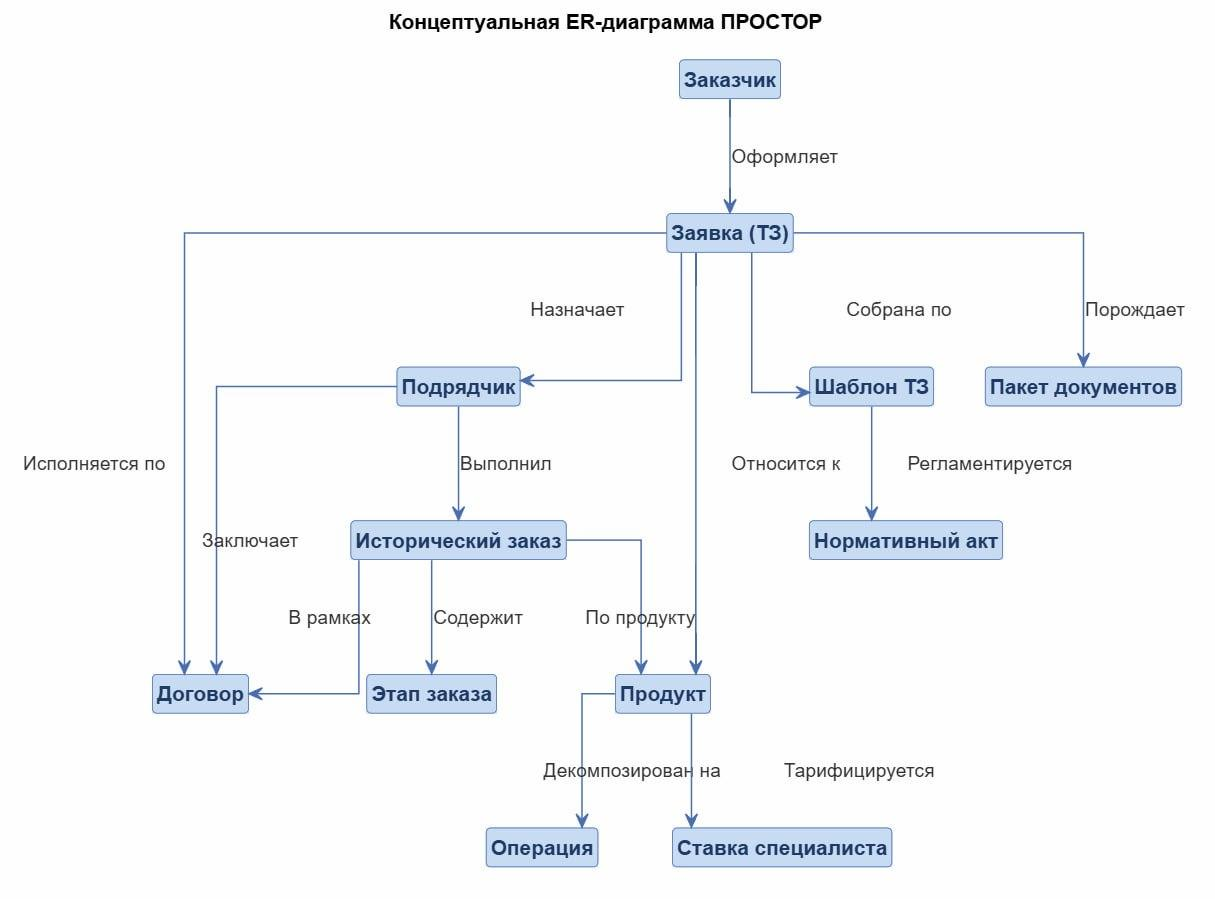 Концептуальная ER-диаграмма ПРОСТОР
Заказчик
Оформляет
Заявка (ТЗ)
Назначает
Собрана по
Порождает
Подрядчик
Шаблон ТЗ
Пакет документов
Исполняется по
Выполнил
Относится к
Регламентируется
Заключает
Исторический заказ
Нормативный акт
В рамках
Содержит
По продукту
Договор
Этап заказа
Продукт
Декомпозирован на
Тарифицируется
Операция
Ставка специалиста